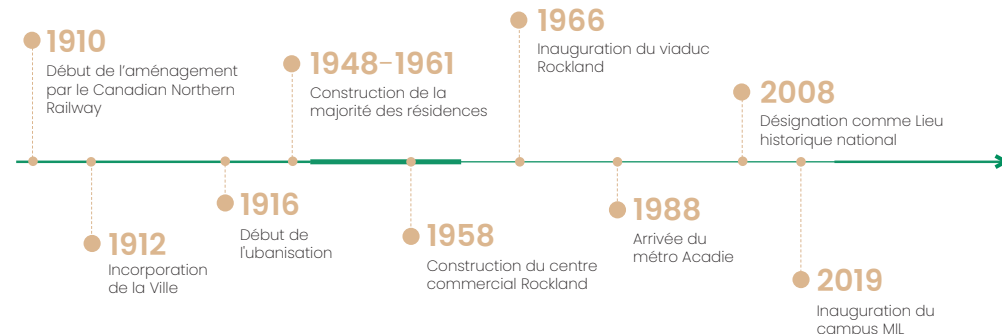 1910
Début de l'aménagement
par le Canadian Northern
Railway
1912
Incorporation
de la Ville
1916
Début de
l'ubanisation
1948-1961
Construction de la
majorité des résidences
1958
Construction du centre
commercial Rockland
1966
Inauguration du viaduc
Rockland
1988
Arrivée du
métro Acadie
2008
Désignation comme Lieu
historique national
2019
Inauguration du
campus MIL